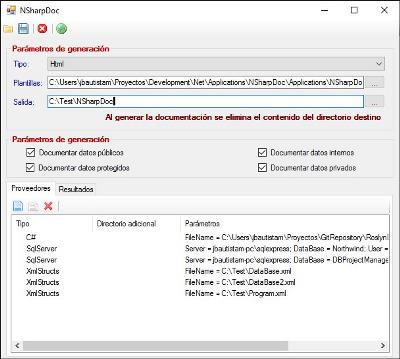 NSharpDoc
Parámetros de generación
Tipo: Html
Plantillas: C:\Users\jbautistam\Proyectos\Development\Net\Applications\NSharpDoc\Applications\NSharpDo ...
Salida: C:\Test\NSharpDoc ...
Al generar la documentación se elimina el contenido del directorio destino
Parámetros de generación
Documentar datos públicos Documentar datos internos
Documentar datos protegidos Documentar datos privados
Proveedores Resultados
Tipo Directorio adicional Parámetros
C# FileName = C:\Users\jbautistam\Proyectos\GitRepository\Roslyn
SqlServer Server = jbautistam-pc\sqlexpress; DataBase = Northwind; User =
SqlServer Server = jbautistam-pc\sqlexpress; DataBase = DBProjectManage
XmlStructs FileName = C:\Test\DataBase.xml
XmlStructs FileName = C:\Test\DataBase2.xml
XmlStructs FileName = C:\Test\Program.xml